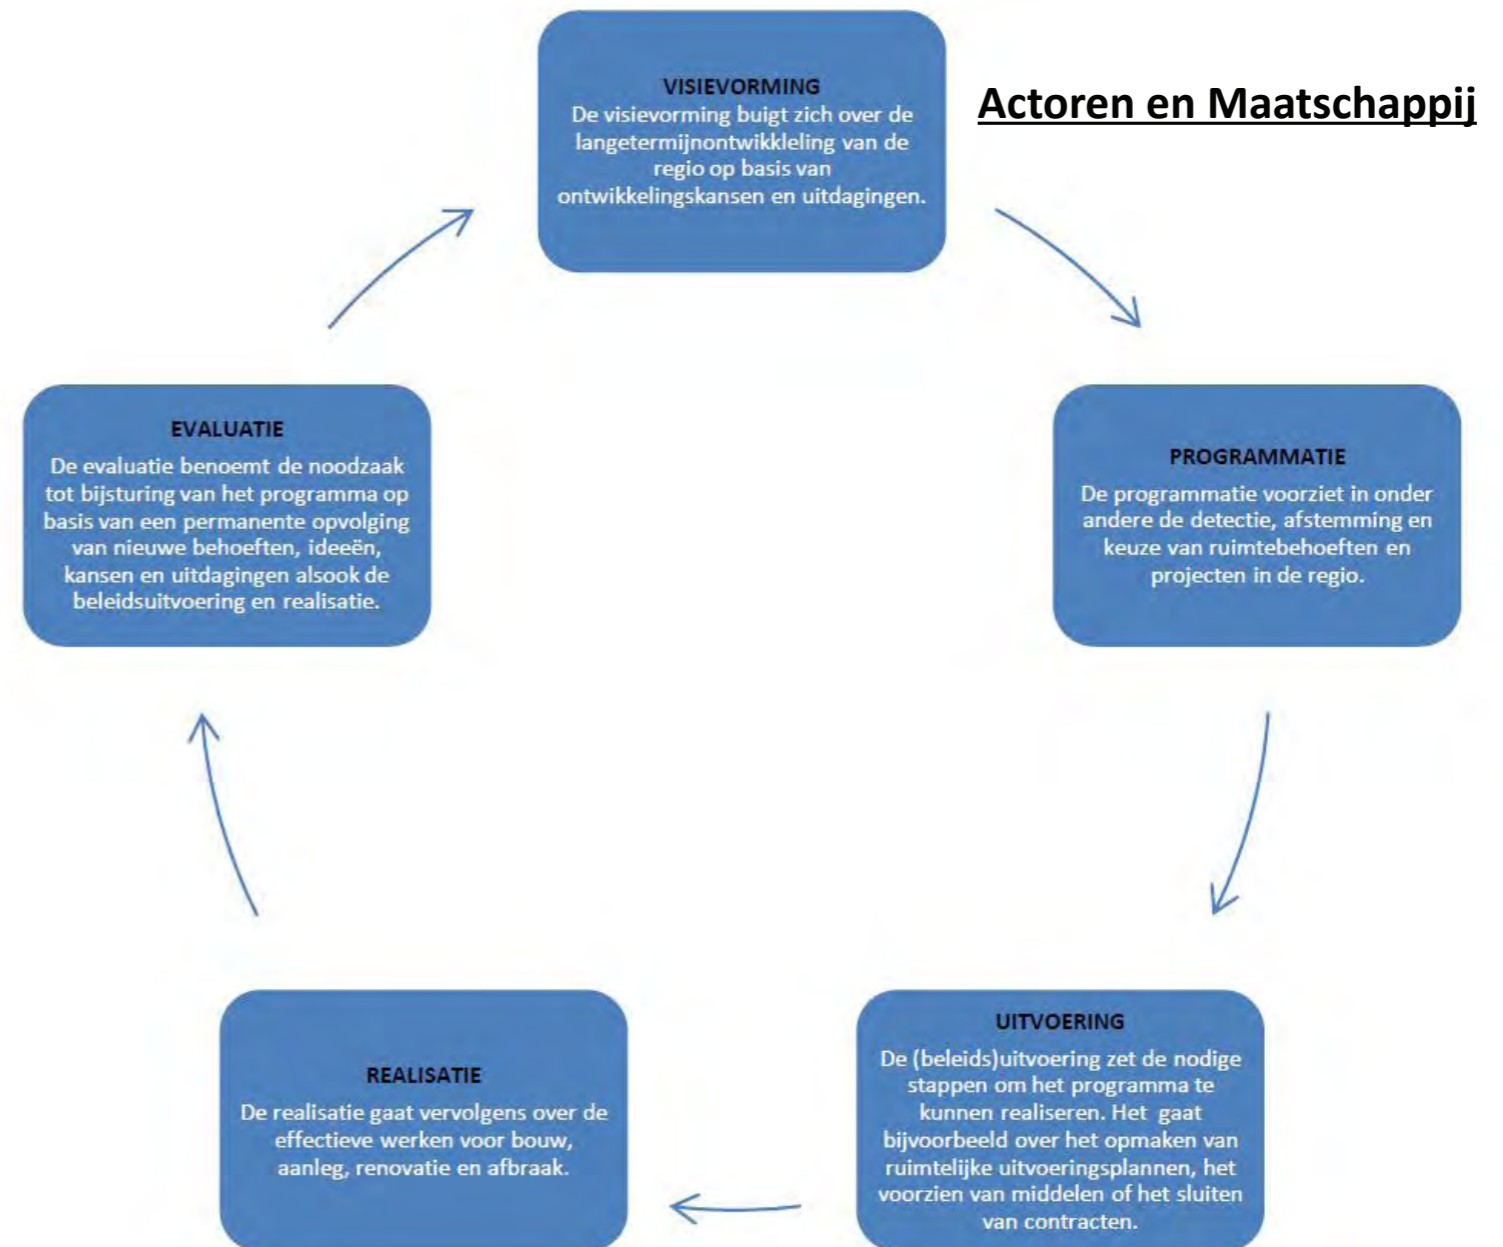 Actoren en Maatschappij
VISIEVORMING
De visievorming buigt zich over de
langetermijnontwikkleling van de
regio op basis van
ontwikkelingskansen en uitdagingen.
PROGRAMMATIE
De programmatie voorziet in onder
andere de detectie, afstemming en
keuze van ruimtebehoeften en
projecten in de regio.
UITVOERING
De (beleids)uitvoering zet de nodige
stappen om het programma te
kunnen realiseren. Het  gaat
bijvoorbeeld over het opmaken van
ruimtelijke uitvoeringsplannen, het
voorzien van middelen of het sluiten
van contracten.
REALISATIE
De realisatie gaat vervolgens over de
effectieve werken voor bouw,
aanleg, renovatie en afbraak.
EVALUATIE
De evaluatie benoemt de noodzaak
tot bijsturing van het programma op
basis van een permanente opvolging
van nieuwe behoeften, ideeën,
kansen en uitdagingen alsook de
beleidsuitvoering en realisatie.